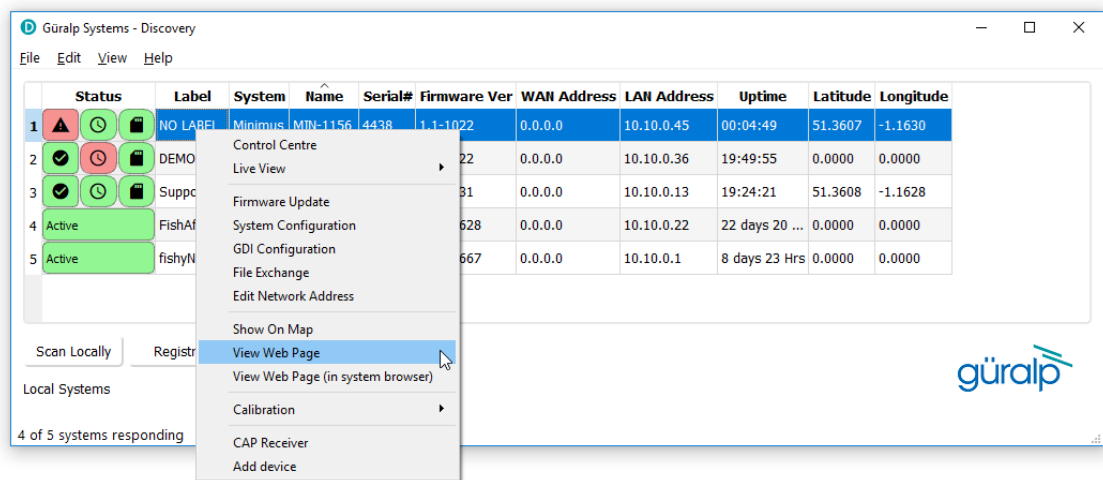 Güralp Systems - Discovery
File Edit View Help
Status Label System Name Serial# Firmware Ver WAN Address LAN Address Uptime Latitude Longitude
1 NO LABEL Minimus MIN-1156 4438 1.1-1022 0.0.0.0 10.10.0.45 00:04:49 51.3607 -1.1630
2 DEMO 22 0.0.0.0 10.10.0.36 19:49:55 0.0000 0.0000
3 Suppo 31 0.0.0.0 10.10.0.13 19:24:21 51.3608 -1.1628
4 Active FishAf 628 0.0.0.0 10.10.0.22 22 days 20 ... 0.0000 0.0000
5 Active fishyN 667 0.0.0.0 10.10.0.1 8 days 23 Hrs 0.0000 0.0000
Control Centre
Live View
Firmware Update
System Configuration
GDI Configuration
File Exchange
Edit Network Address
Show On Map
View Web Page
View Web Page (in system browser)
Calibration
CAP Receiver
Add device
Scan Locally Registr
Local Systems
4 of 5 systems responding
güralp